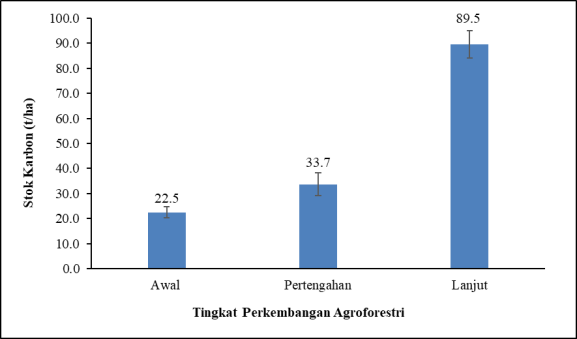 Stok Karbon (t/ha)
100.0
90.0
80.0
70.0
60.0
50.0
40.0
30.0
20.0
10.0
0.0
22.5
33.7
89.5
Awal
Pertengahan
Lanjut
Tingkat Perkembangan Agroforestri